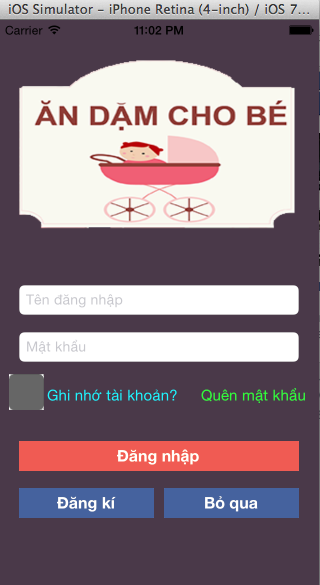 iOS Simulator - iPhone Retina (4-inch) / iOS 7...
Carrier 11:02 PM
ĂN DẶM CHO BÉ
Tên đăng nhập
Mật khẩu
Ghi nhớ tài khoản? Quên mật khẩu
Đăng nhập
Đăng kí Bỏ qua